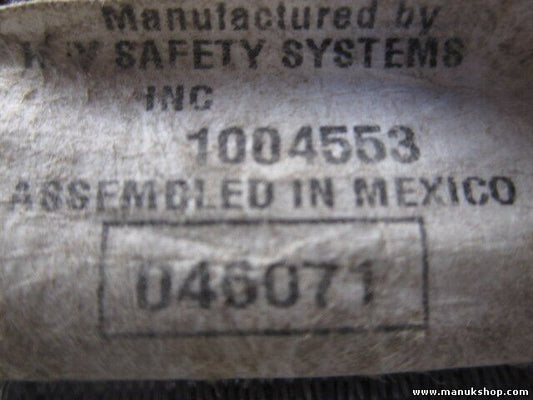 Manufactured by
SAFETY SYSTEMS
INC
1004553
ASSEMBLED IN MEXICO
046071
www.manukshop.com